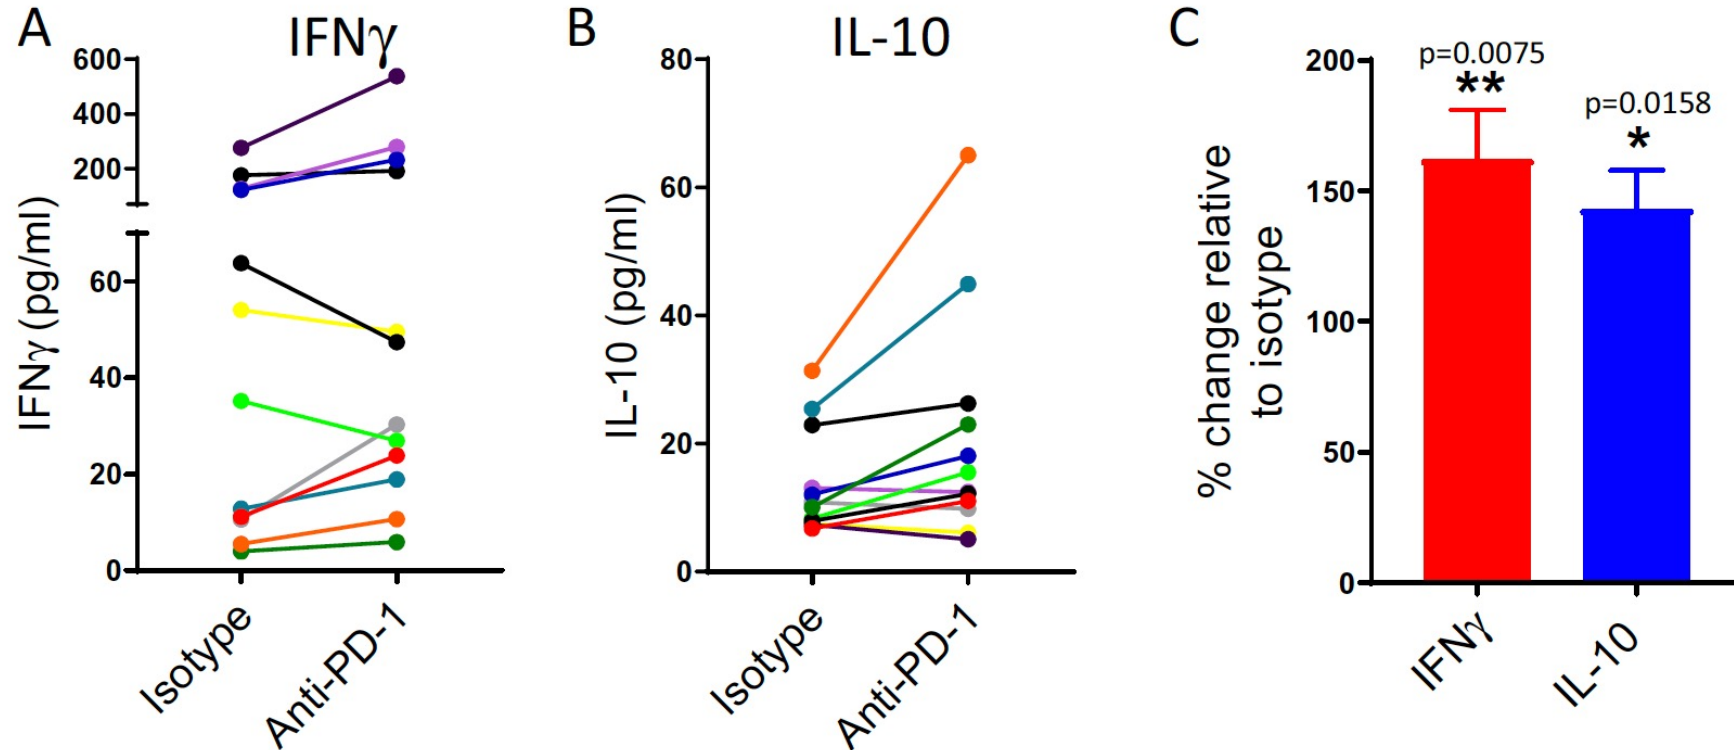 A
IFNγ
IFNγ (pg/ml)
600
400
200
60
40
20
0
Isotype
Anti-PD-1
B
IL-10
IL-10 (pg/ml)
80
60
40
20
0
Isotype
Anti-PD-1
C
% change relative
to isotype
200
150
100
50
0
p=0.0075
**
p=0.0158
*
IFNγ
IL-10